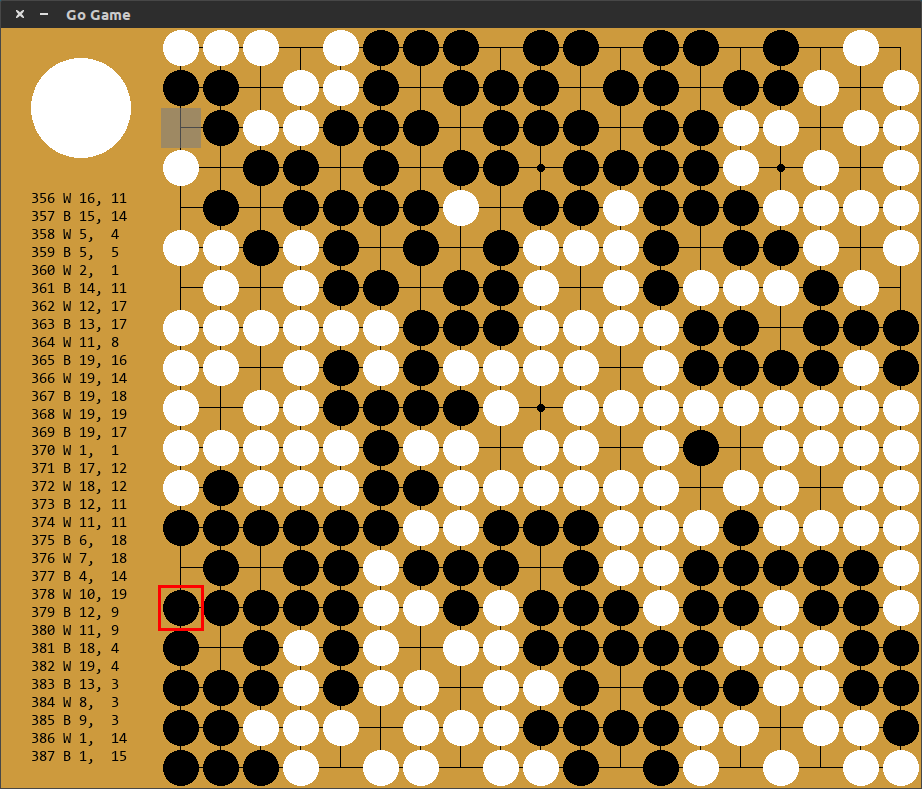 Go Game
356 W 16, 11
357 B 15, 14
358 W 5, 4
359 B 5, 5
360 W 2, 1
361 B 14, 11
362 W 12, 17
363 B 13, 17
364 W 11, 8
365 B 19, 16
366 W 19, 14
367 B 19, 18
368 W 19, 19
369 B 19, 17
370 W 1, 1
371 B 17, 12
372 W 18, 12
373 B 12, 11
374 W 11, 11
375 B 6, 18
376 W 7, 18
377 B 4, 14
378 W 10, 19
379 B 12, 9
380 W 11, 9
381 B 18, 4
382 W 19, 4
383 B 13, 3
384 W 8, 3
385 B 9, 3
386 W 1, 14
387 B 1, 15